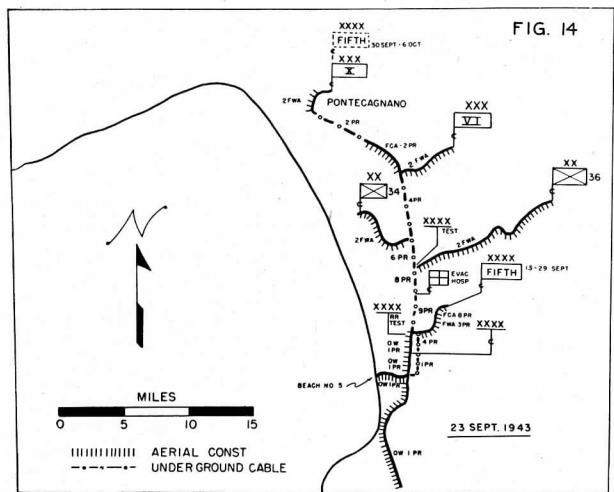 FIG. 14
XXXX
FIFTH
30 SEPT - 6 OCT
XXX
X
2 FWA
PONTECAGNANO
2 PR
FCA - 2 PR
XXX
VI
2 FWA
XX
34
2 FWA
4 PR
XX
36
XXXX
TEST
2 FWA
6 PR
8 PR
EVAC
HOSP
XXXX
FIFTH
13 - 29 SEPT
XXXX
RR
TEST
9 PR
FCA 8 PR
FWA 3 PR
XXXX
OW
1 PR
4 PR
OW
1 PR
1 PR
BEACH NO 5
OW 1 PR
N
MILES
0 5 10 15
AERIAL CONST
UNDER GROUND CABLE
23 SEPT. 1943
OW 1 PR